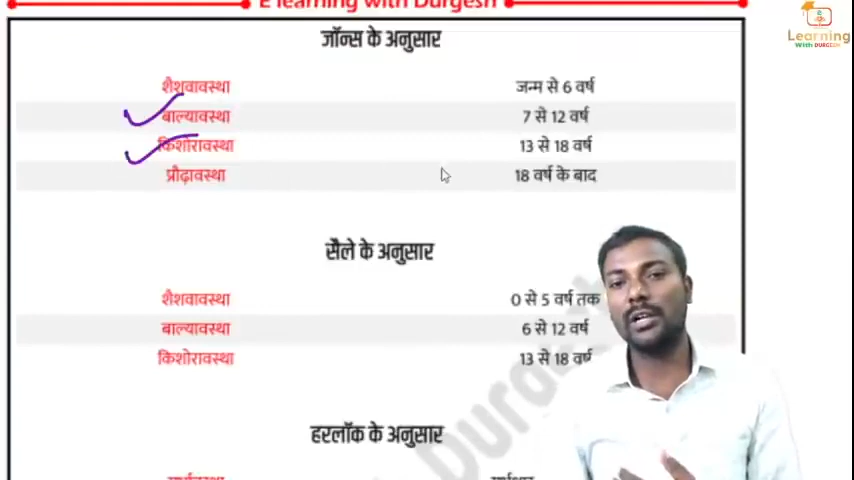 E learning with Durgesh
Learning
With DURGESH
जॉन्स के अनुसार
शैशवावस्था जन्म से 6 वर्ष
बाल्यावस्था 7 से 12 वर्ष
किशोरावस्था 13 से 18 वर्ष
प्रौढ़ावस्था 18 वर्ष के बाद
सैले के अनुसार
शैशवावस्था 0 से 5 वर्ष तक
बाल्यावस्था 6 से 12 वर्ष
किशोरावस्था 13 से 18 वर्ष
हरलॉक के अनुसार